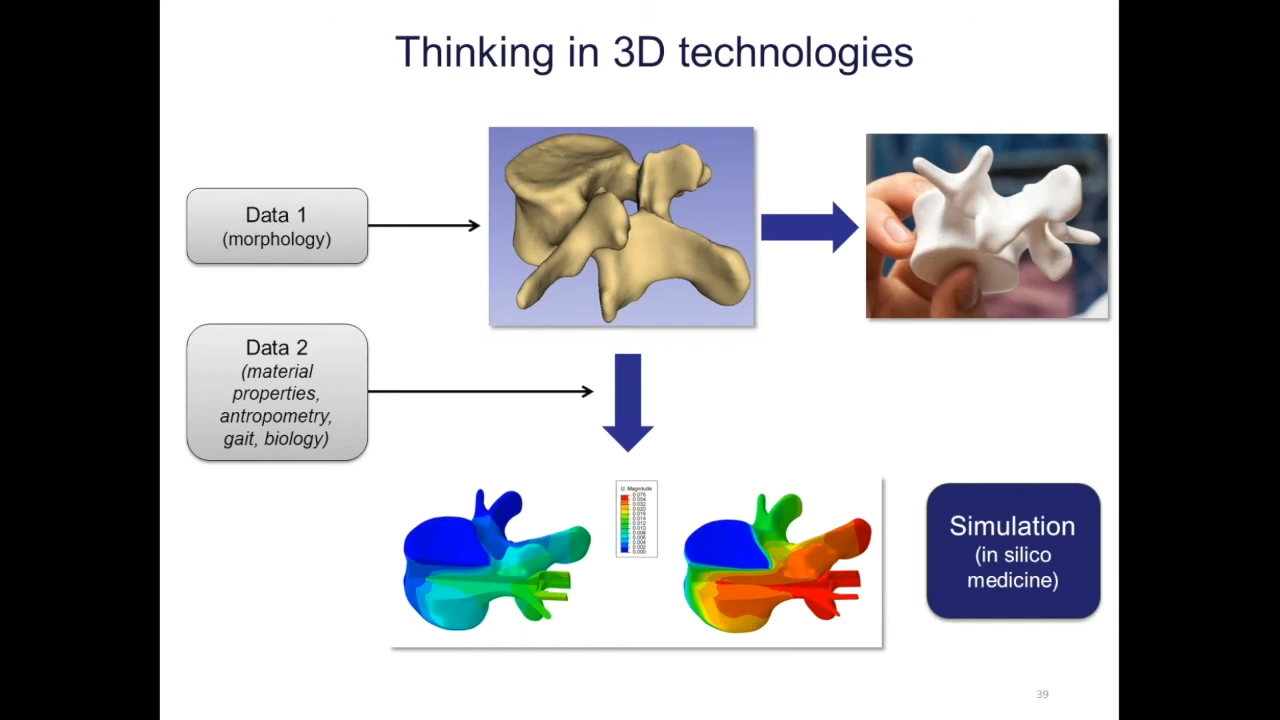 Thinking in 3D technologies
Data 1
(morphology)
Data 2
(material
properties,
antropometry,
gait, biology)
U. Magnitude
Simulation
(in silico
medicine)
39